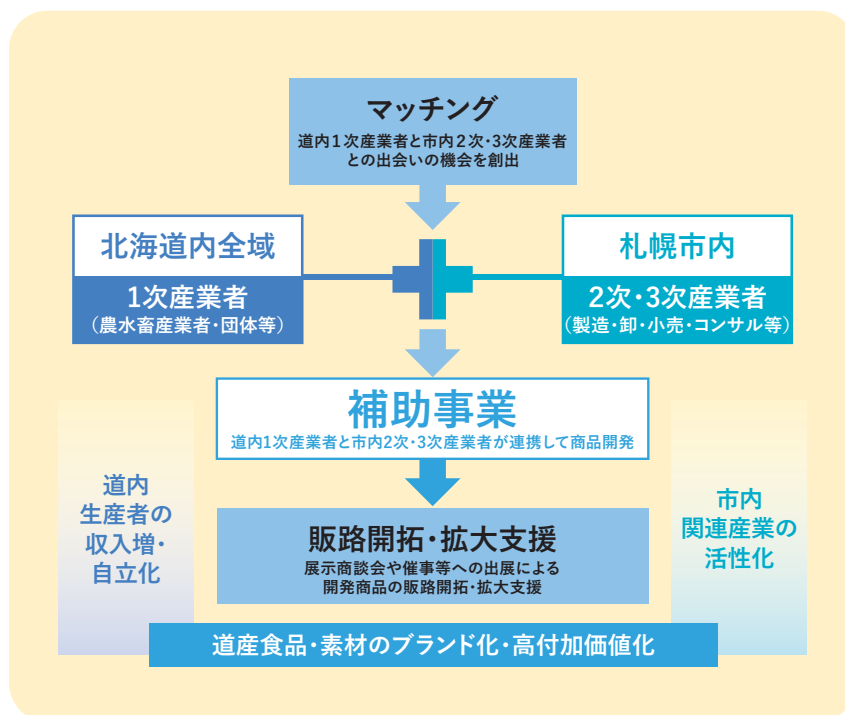 マッチング
道内1次産業者と市内2次・3次産業者
との出会いの機会を創出
北海道内全域
1次産業者
（農水畜産業者・団体等）
札幌市内
2次・3次産業者
（製造・卸・小売・コンサル等）
補助事業
道内1次産業者と市内2次・3次産業者が連携して商品開発
道内
生産者の
収入増・
自立化
販路開拓・拡大支援
展示商談会や催事等への出展による
開発商品の販路開拓・拡大支援
市内
関連産業の
活性化
道産食品・素材のブランド化・高付加価値化